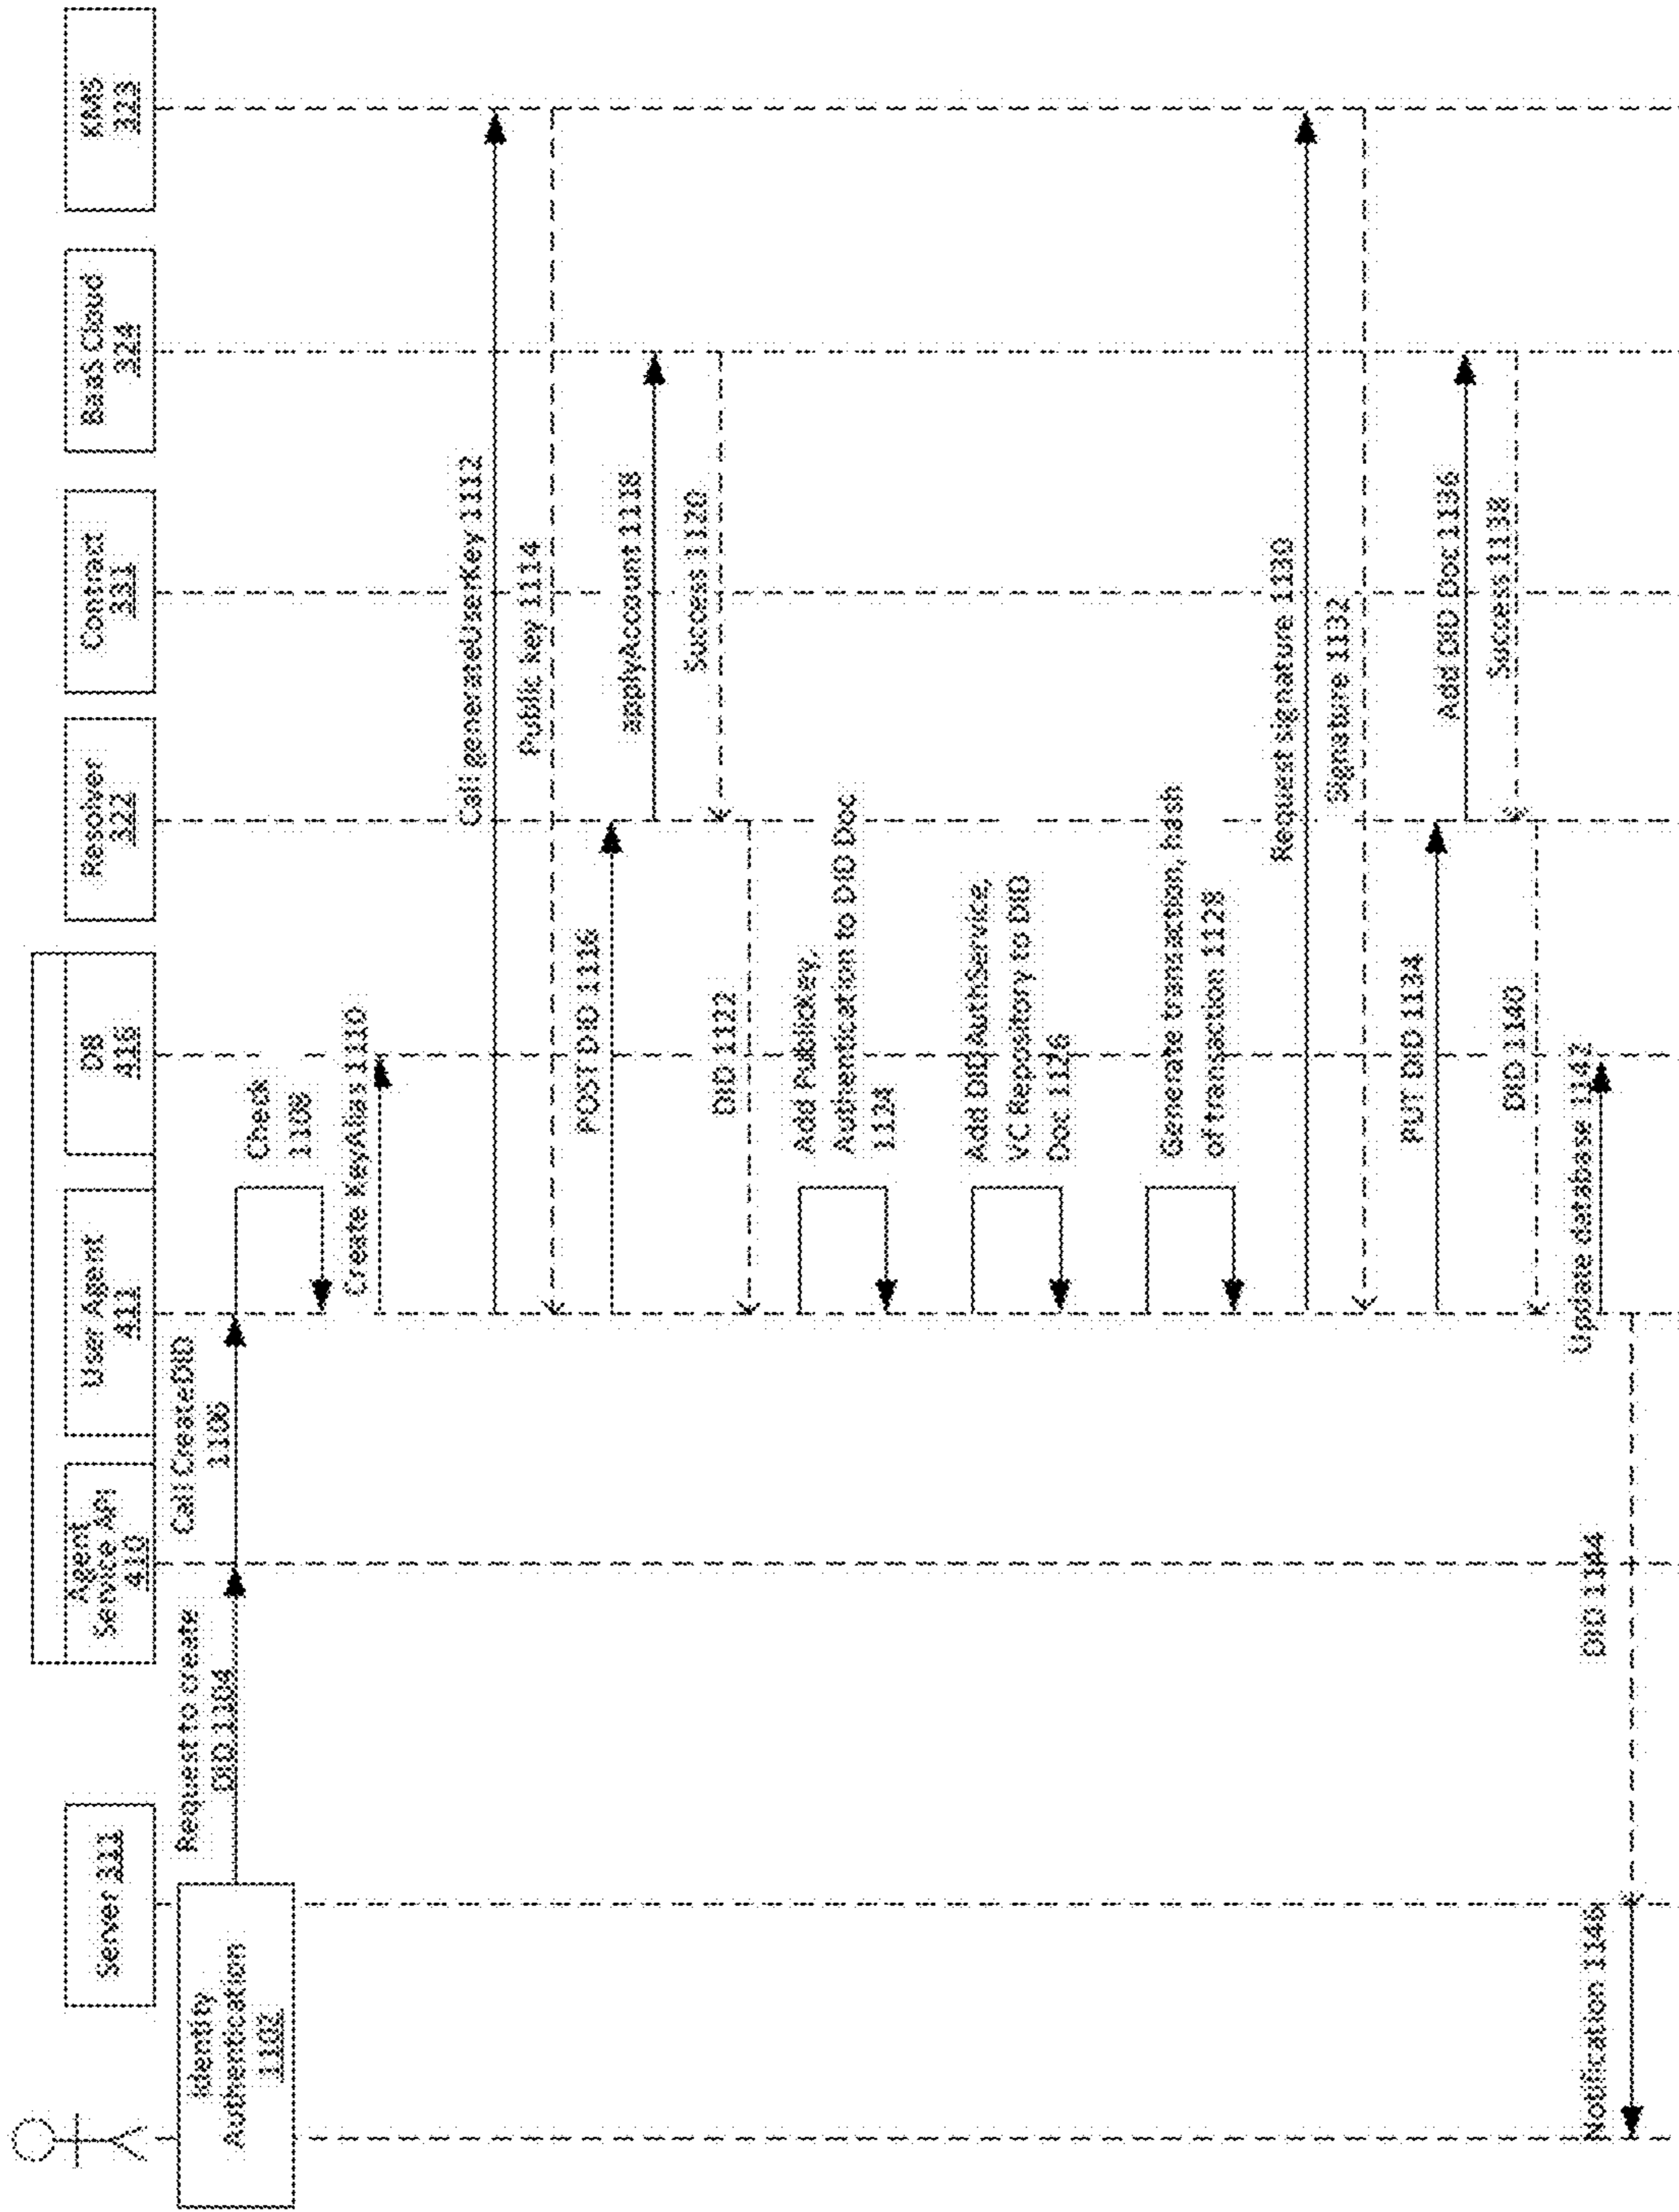 Server 311
Agent
Service API
410
User Agent
411
DB
416
Resolver
322
Contract
331
BaaS Cloud
324
KMS
323
Identity
Authentication
1102
Request to create
DID 1104
Call CreateDID
1106
Check
1108
Create KeyAlia 1110
Call generateUserKey 1112
Public key 1114
POST DID 1116
applyAccount 1118
Success 1120
DID 1122
Add PublicKey,
Authentication to DID Doc
1124
Add DIDAuthService,
VC Repository to DID
Doc 1126
Generate transaction, hash
of transaction 1128
Request signature 1130
Signature 1132
PUT DID 1134
Add DID Doc 1136
Success 1138
DID 1140
Update database 1142
DID 1144
Notification 1146